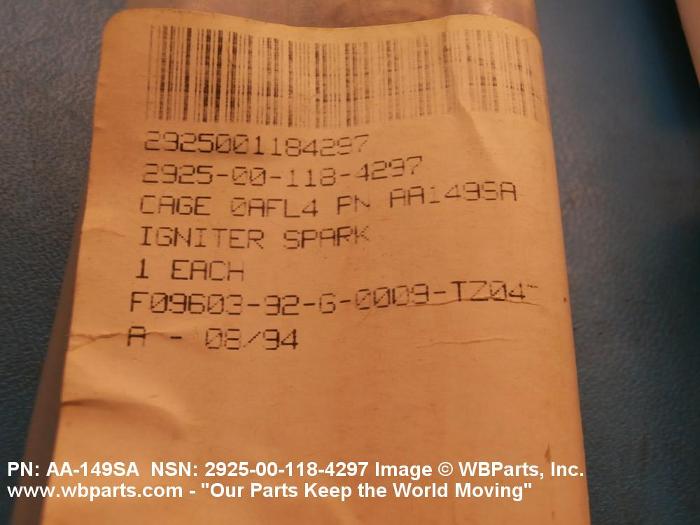 2925001184297
2925-00-118-4297
CAGE 0AFL4 PN AA149SA
IGNITER SPARK
1 EACH
F09603-92-G-0009-TZ04
A - 08/94
PN: AA-149SA NSN: 2925-00-118-4297 Image © WBParts, Inc.
www.wbparts.com - "Our Parts Keep the World Moving"